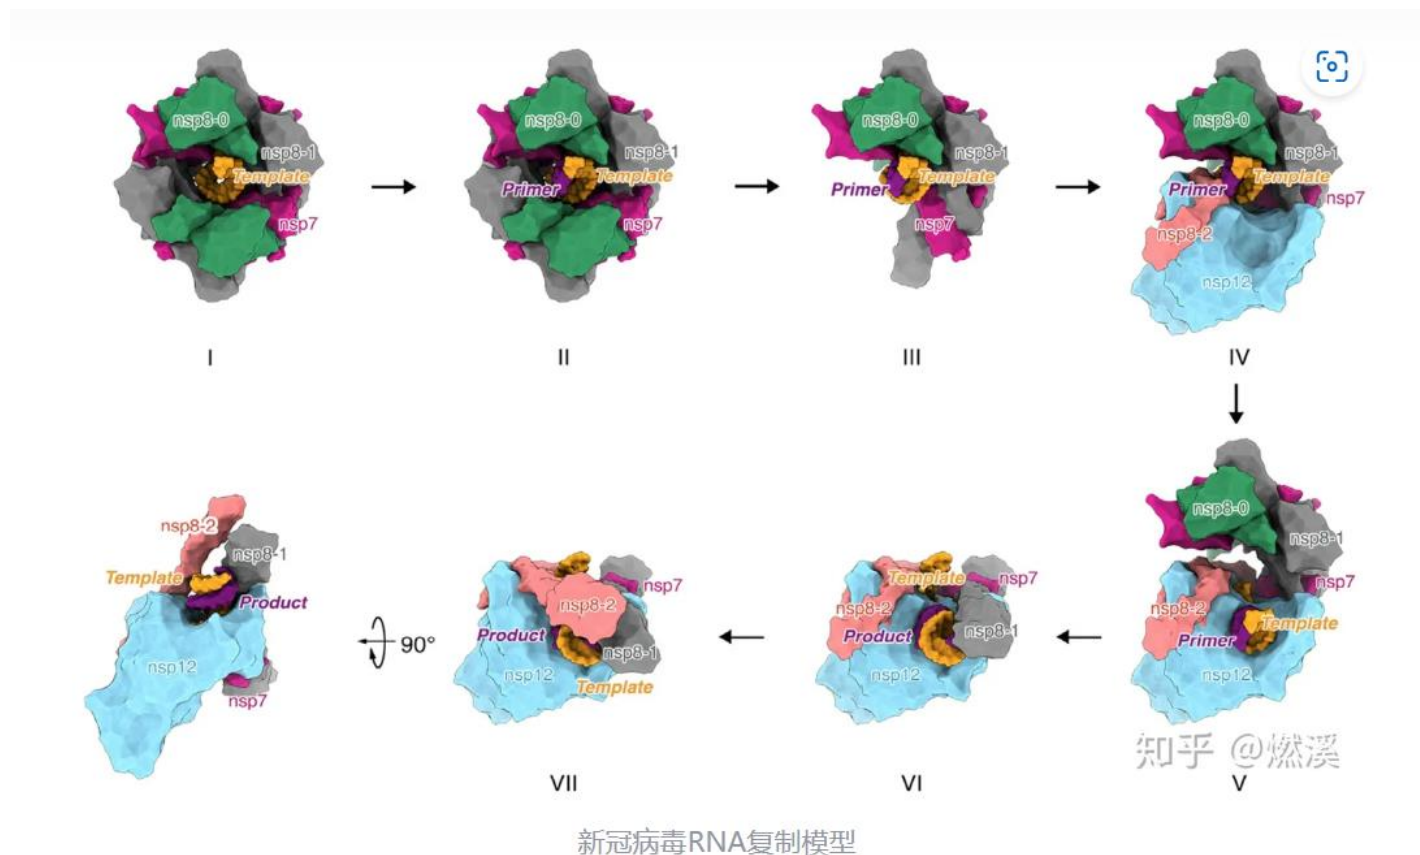 nsp8-0
nsp8-1
Template
nsp7
I
nsp8-0
nsp8-1
Primer
Template
nsp7
II
nsp8-0
nsp8-1
Primer
Template
nsp7
III
nsp8-0
nsp8-1
Primer
Template
nsp7
nsp8-2
nsp12
IV
nsp8-2
nsp8-1
Template
Product
nsp12
nsp7
90°
nsp7
nsp8-2
Product
nsp8-1
nsp12
Template
VII
Template
nsp7
nsp8-2
Product
nsp8-1
nsp12
VI
nsp8-0
nsp8-1
nsp7
nsp8-2
Template
Primer
nsp12
知乎 @燃溪
V
新冠病毒RNA复制模型